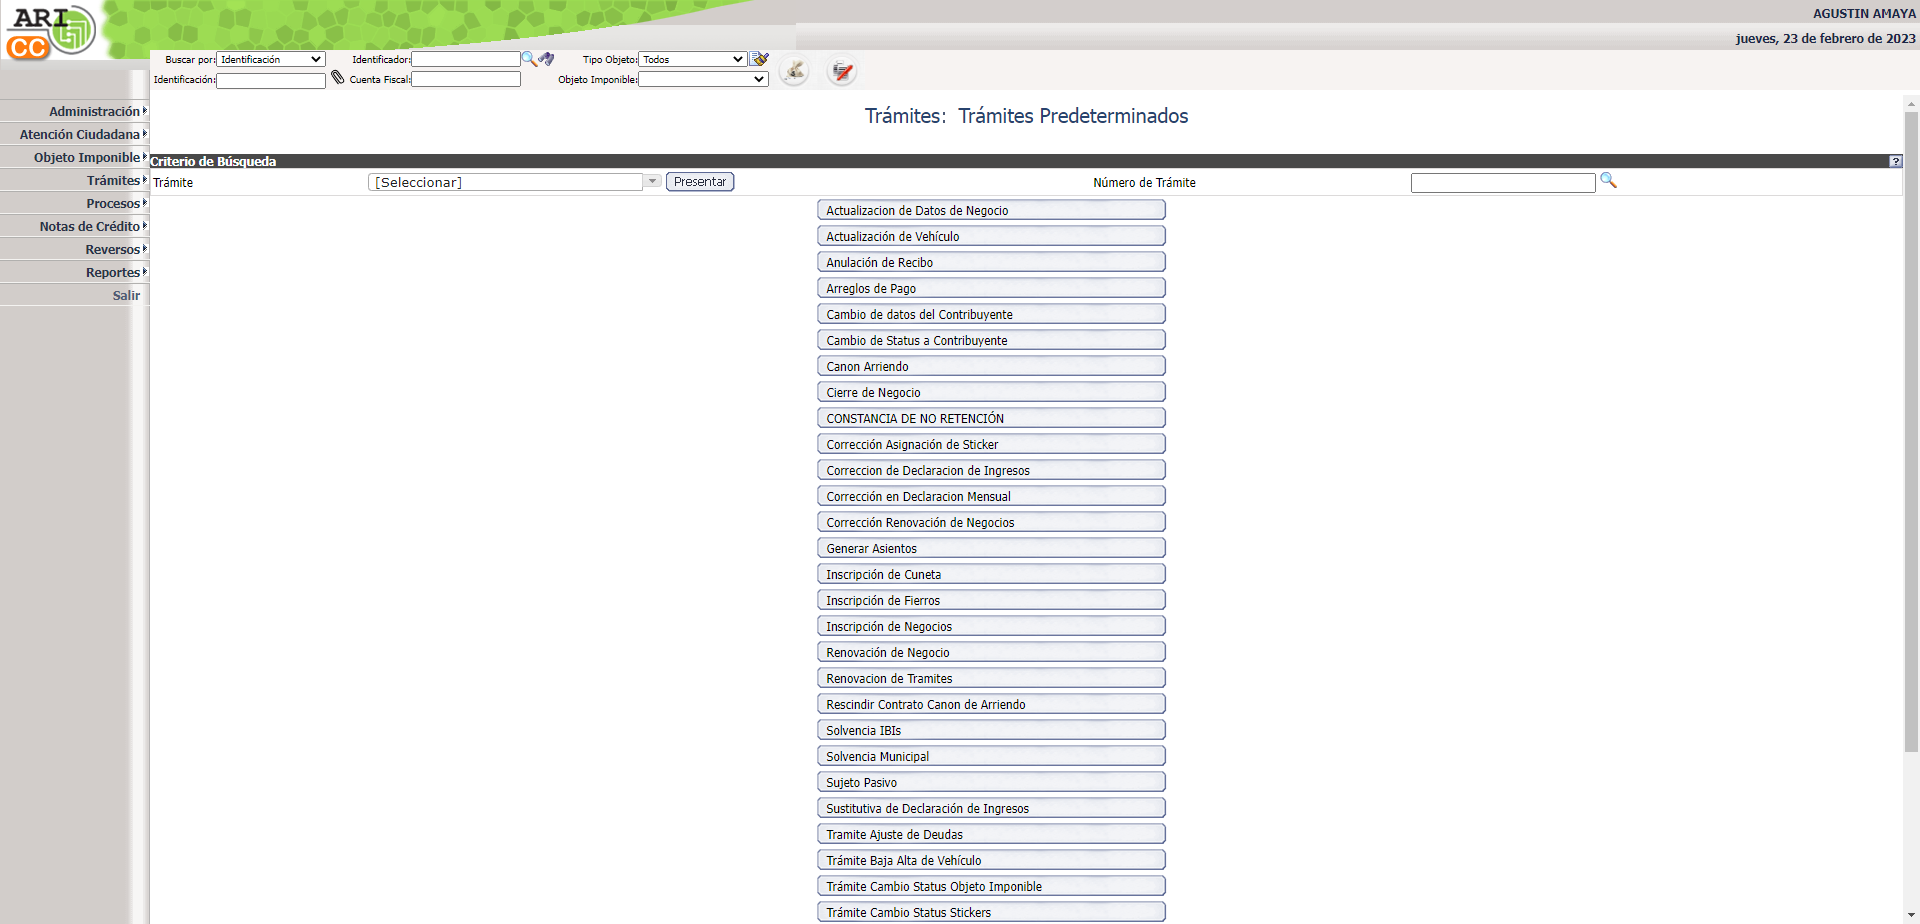 ARI
CC
AGUSTIN AMAYA
jueves, 23 de febrero de 2023
Buscar por: Identificación Identificador: Tipo Objeto: Todos
Identificación: Cuenta Fiscal: Objeto Imponible:
Administración
Atención Ciudadana
Objeto Imponible
Trámites
Procesos
Notas de Crédito
Reversos
Reportes
Salir
Trámites: Trámites Predeterminados
Criterio de Búsqueda ?
Trámite [Seleccionar] Presentar Número de Trámite
Actualizacion de Datos de Negocio
Actualización de Vehículo
Anulación de Recibo
Arreglos de Pago
Cambio de datos del Contribuyente
Cambio de Status a Contribuyente
Canon Arriendo
Cierre de Negocio
CONSTANCIA DE NO RETENCIÓN
Corrección Asignación de Sticker
Correccion de Declaracion de Ingresos
Corrección en Declaracion Mensual
Corrección Renovación de Negocios
Generar Asientos
Inscripción de Cuneta
Inscripción de Fierros
Inscripción de Negocios
Renovación de Negocio
Renovacion de Tramites
Rescindir Contrato Canon de Arriendo
Solvencia IBIs
Solvencia Municipal
Sujeto Pasivo
Sustitutiva de Declaración de Ingresos
Tramite Ajuste de Deudas
Trámite Baja Alta de Vehículo
Trámite Cambio Status Objeto Imponible
Trámite Cambio Status Stickers